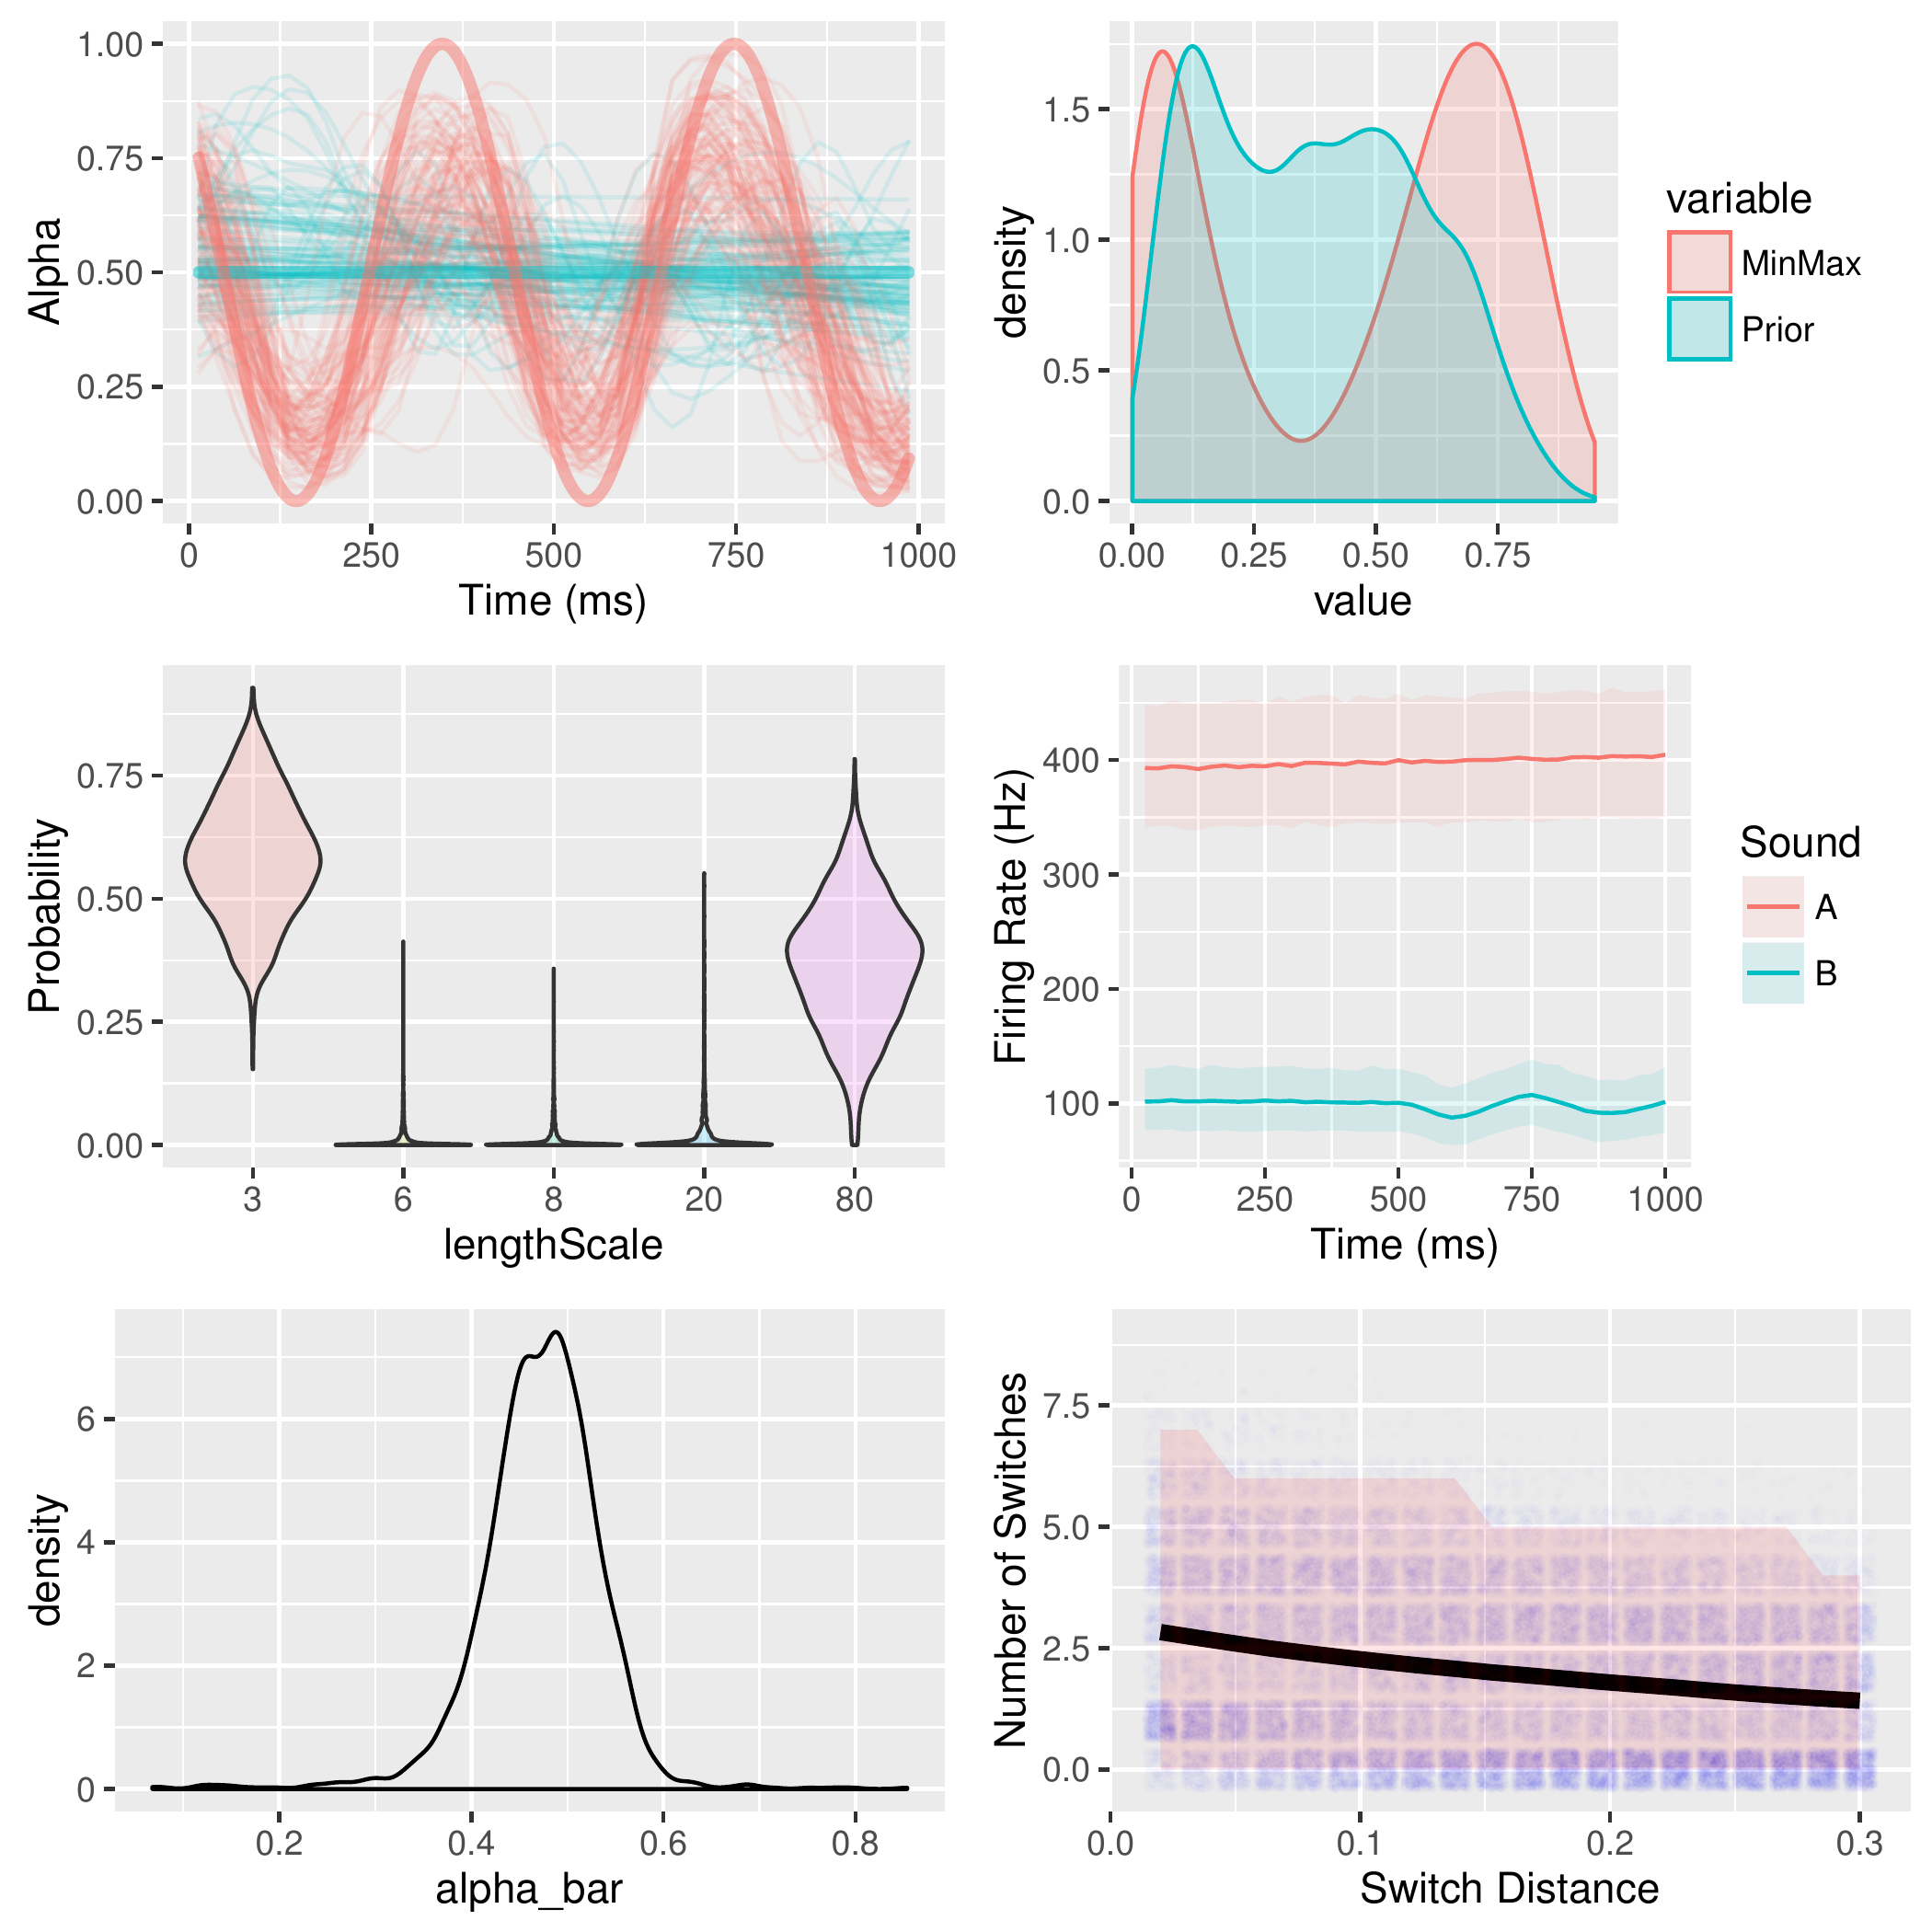 Alpha
1.00
0.75
0.50
0.25
0.00
0 250 500 750 1000
Time (ms)
density
1.5
1.0
0.5
0.0
0.00 0.25 0.50 0.75
value
variable
MinMax
Prior
Probability
0.75
0.50
0.25
0.00
3 6 8 20 80
lengthScale
Firing Rate (Hz)
400
300
200
100
0 250 500 750 1000
Time (ms)
Sound
A
B
density
6
4
2
0
0.2 0.4 0.6 0.8
alpha_bar
Number of Switches
7.5
5.0
2.5
0.0
0.0 0.1 0.2 0.3
Switch Distance